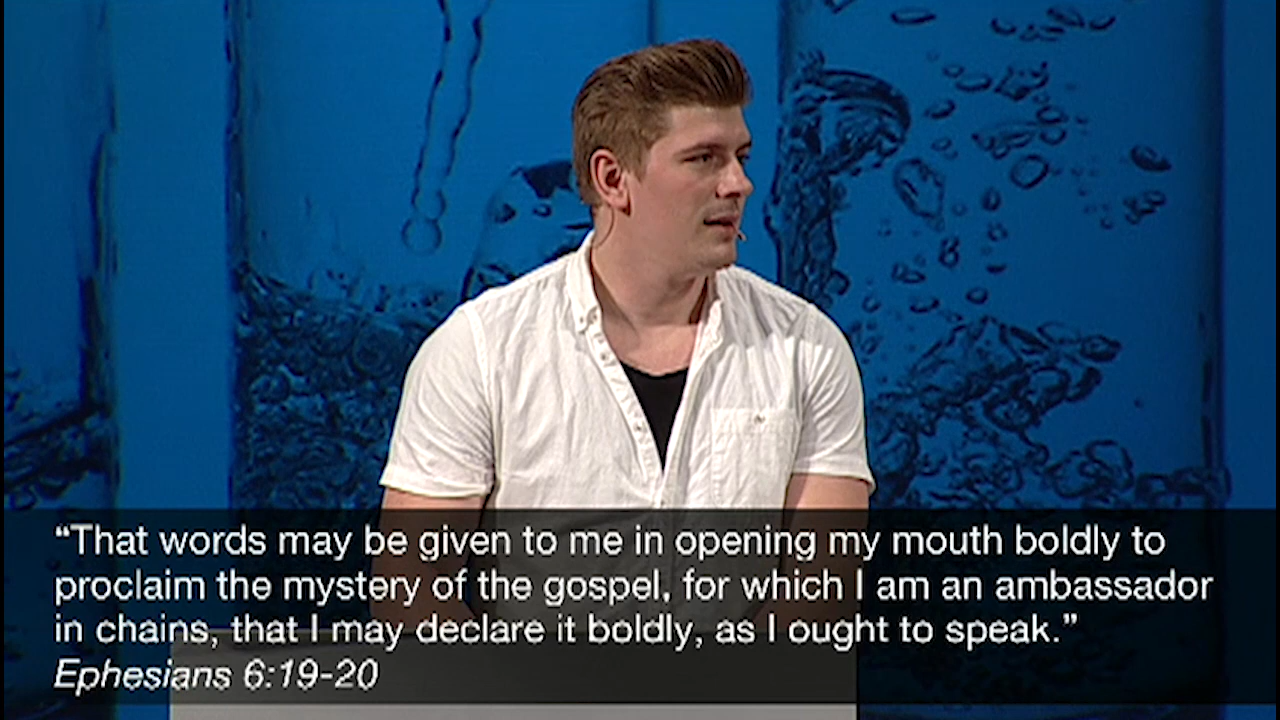 “That words may be given to me in opening my mouth boldly to
proclaim the mystery of the gospel, for which I am an ambassador
in chains, that I may declare it boldly, as I ought to speak.”
Ephesians 6:19-20